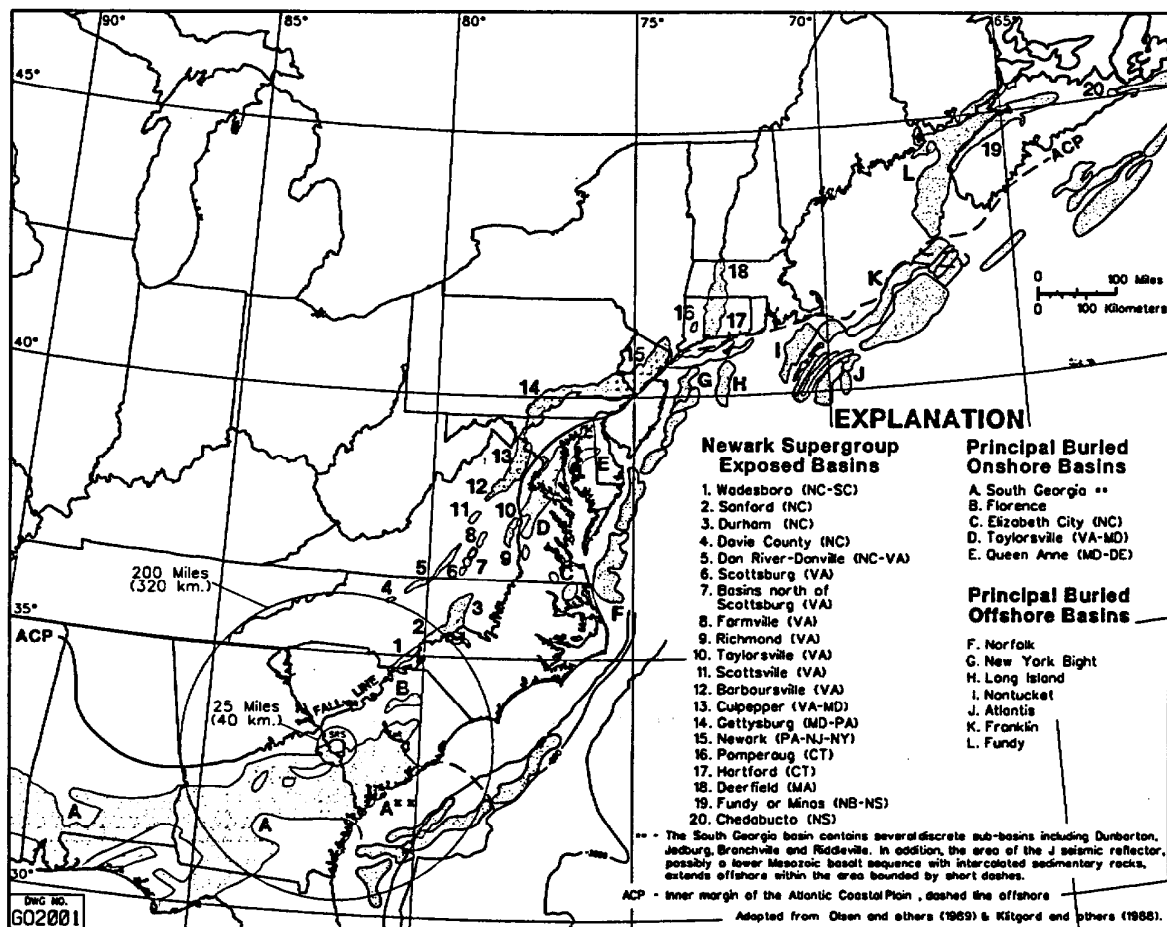 90°
85°
80°
75°
70°
65°
45°
20
19
ACP
L
18
K
0 100 Miles
0 100 Kilometers
16
17
40°
15
I
14
G
H
J
EXPLANATION
13
E
12
10
D
11
8
9
5
6
7
200 Miles
(320 km.)
4
3
F
35°
2
ACP
1
FALL LINE
B
25 Miles
(40 km.)
SRS
A
A
A**
30°
DWG NO.
GO2001
Newark Supergroup
Exposed Basins
1. Wadesboro (NC-SC)
2. Sanford (NC)
3. Durham (NC)
4. Davie County (NC)
5. Dan River-Danville (NC-VA)
6. Scottsburg (VA)
7. Basins north of
Scottsburg (VA)
8. Farmville (VA)
9. Richmond (VA)
10. Taylorsville (VA)
11. Scottsville (VA)
12. Barboursville (VA)
13. Culpepper (VA-MD)
14. Gettysburg (MD-PA)
15. Newark (PA-NJ-NY)
16. Pomperaug (CT)
17. Hartford (CT)
18. Deerfield (MA)
19. Fundy or Minas (NB-NS)
20. Chedabucto (NS)
Principal Buried
Onshore Basins
A. South Georgia **
B. Florence
C. Elizabeth City (NC)
D. Taylorsville (VA-MD)
E. Queen Anne (MD-DE)
Principal Buried
Offshore Basins
F. Norfolk
G. New York Bight
H. Long Island
I. Nantucket
J. Atlantis
K. Franklin
L. Fundy
** - The South Georgia basin contains several discrete sub-basins including Dunbarton,
Jedburg, Branchville and Riddleville. In addition, the area of the J seismic reflector,
possibly a lower Mesozoic basalt sequence with intercalated sedimentary rocks,
extends offshore within the area bounded by short dashes.
ACP - Inner margin of the Atlantic Coastal Plain, dashed line offshore
Adapted from Olsen and others (1989) & Klitgord and others (1988).